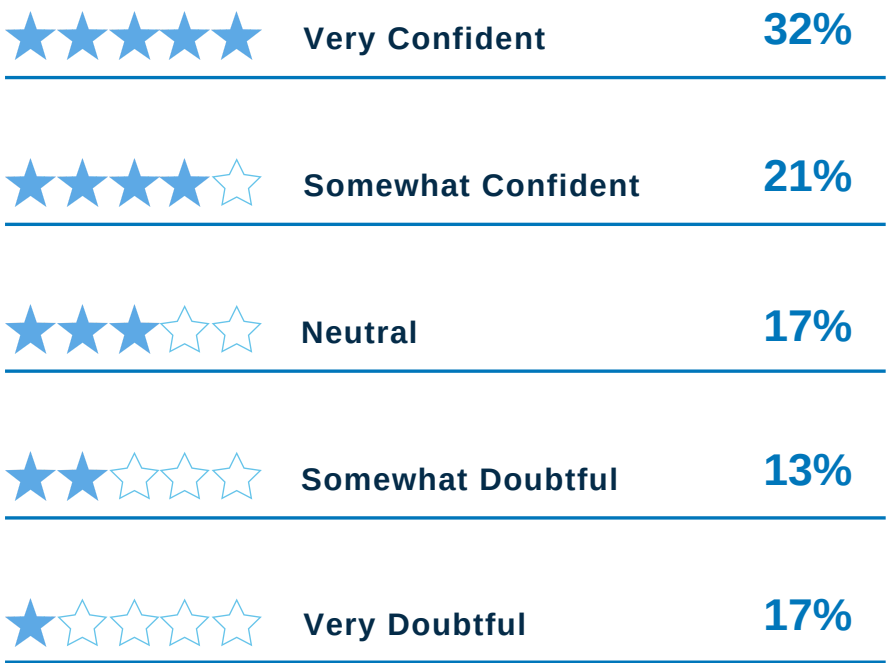 Very Confident 32%
Somewhat Confident 21%
Neutral 17%
Somewhat Doubtful 13%
Very Doubtful 17%